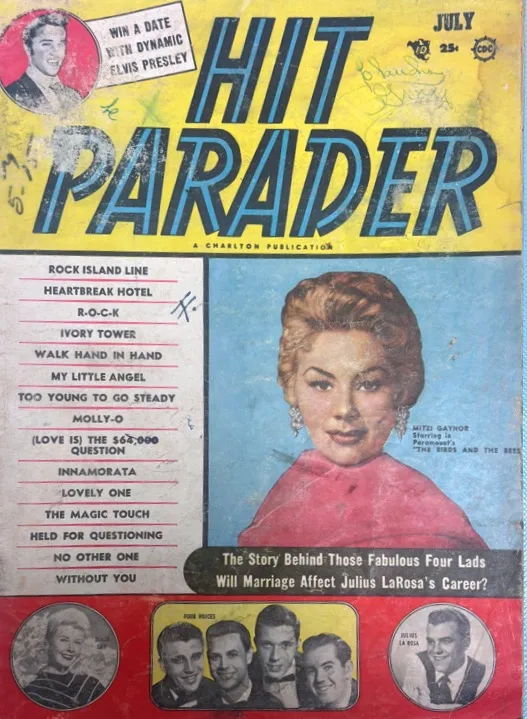 WIN A DATE
WITH DYNAMIC
ELVIS PRESLEY
HIT
PARADER
JULY
25¢
CDC
A CHARLTON PUBLICATION
ROCK ISLAND LINE
HEARTBREAK HOTEL
R-O-C-K
IVORY TOWER
WALK HAND IN HAND
MY LITTLE ANGEL
TOO YOUNG TO GO STEADY
MOLLY-O
(LOVE IS) THE $64,000
QUESTION
INNAMORATA
LOVELY ONE
THE MAGIC TOUCH
HELD FOR QUESTIONING
NO OTHER ONE
WITHOUT YOU
MITZI GAYNOR
Starring in
Paramount's
"THE BIRDS AND THE BEES
The Story Behind Those Fabulous Four Lads
Will Marriage Affect Julius LaRosa's Career?
FOUR VOICES
JULIUS
LA ROSA